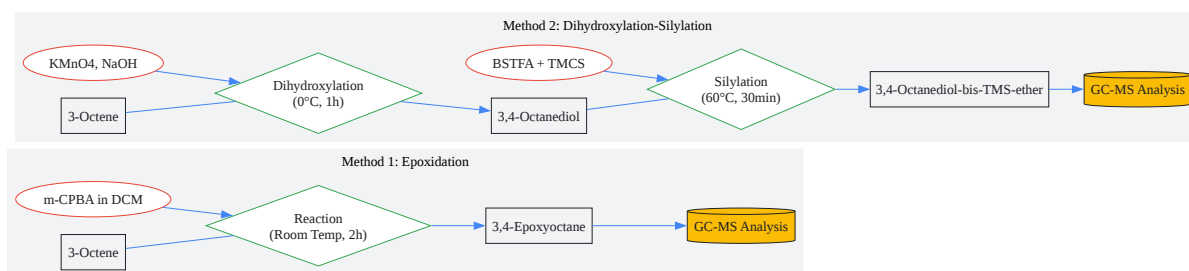 Method 2: Dihydroxylation-Silylation
KMnO4, NaOH
3-Octene
Dihydroxylation
(0°C, 1h)
BSTFA + TMCS
3,4-Octanediol
Silylation
(60°C, 30min)
3,4-Octanediol-bis-TMS-ether
GC-MS Analysis
Method 1: Epoxidation
m-CPBA in DCM
3-Octene
Reaction
(Room Temp, 2h)
3,4-Epoxyoctane
GC-MS Analysis